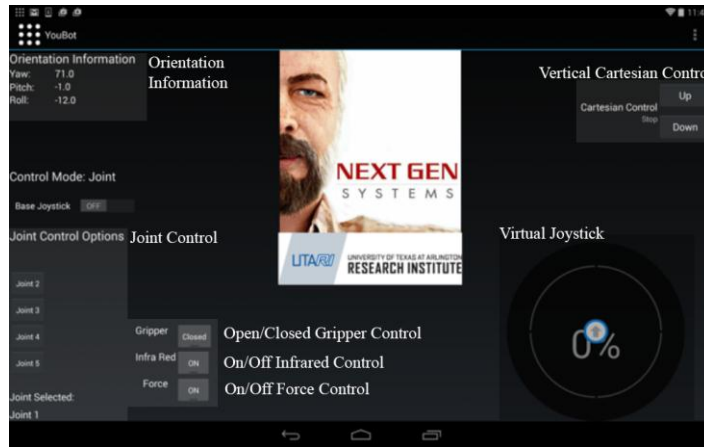 11:4
YouBot
Orientation Information
Yaw: 71.0
Pitch: -1.0
Roll: -12.0
Orientation
Information
Vertical Cartesian Contro
Cartesian Control
Stop
Up
Down
NEXT GEN
SYSTEMS
Control Mode: Joint
Base Joystick OFF
Joint Control Options
Joint Control
Virtual Joystick
UTARI
UNIVERSITY OF TEXAS AT ARLINGTON
RESEARCH INSTITUTE
Joint 2
Joint 3
Joint 4
Joint 5
Gripper Closed
Open/Closed Gripper Control
Infra Red ON
On/Off Infrared Control
Force ON
On/Off Force Control
0%
Joint Selected:
Joint 1